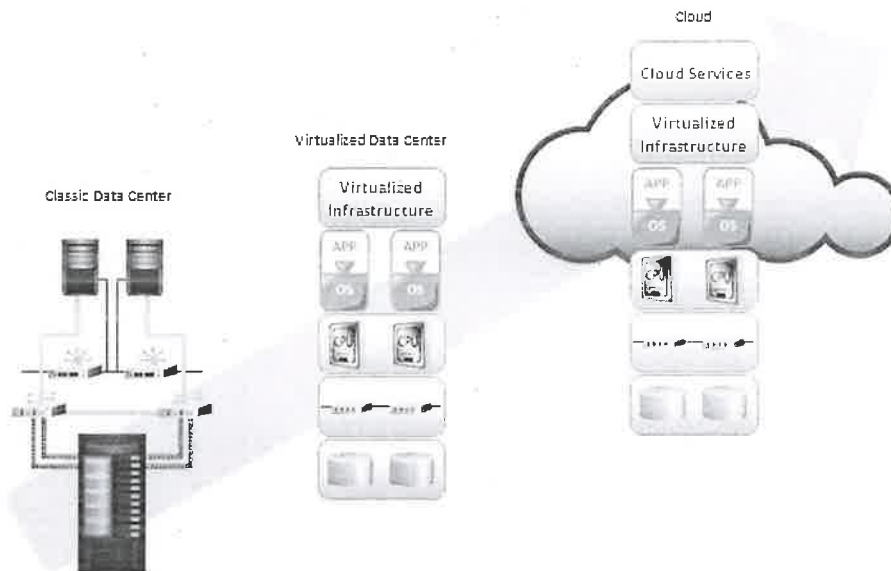 Cloud
Cloud Services
Virtualized
Infrastructure
APP APP
OS OS
CPU CPU
Virtualized Data Center
Virtualized
Infrastructure
APP APP
OS OS
CPU CPU
Classic Data Center